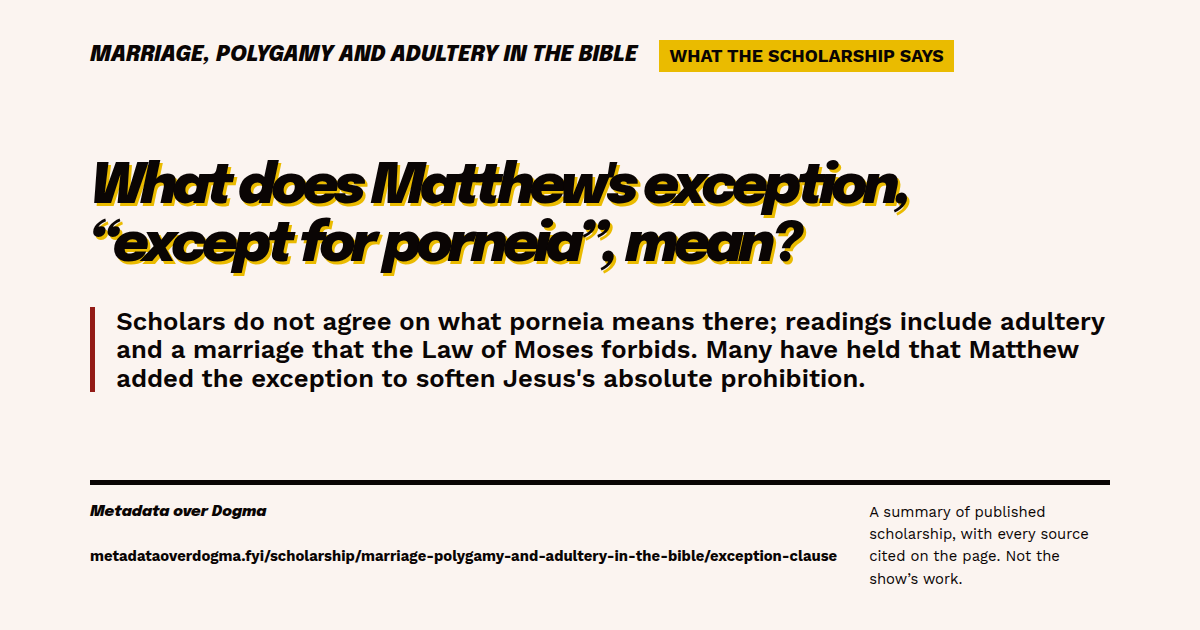 MARRIAGE, POLYGAMY AND ADULTERY IN THE BIBLE
WHAT THE SCHOLARSHIP SAYS
What does Matthew's exception,
“except for porneia”, mean?
Scholars do not agree on what porneia means there; readings include adultery
and a marriage that the Law of Moses forbids. Many have held that Matthew
added the exception to soften Jesus's absolute prohibition.
Metadata over Dogma
metadataoverdogma.fyi/scholarship/marriage-polygamy-and-adultery-in-the-bible/exception-clause
A summary of published
scholarship, with every source
cited on the page. Not the
show’s work.